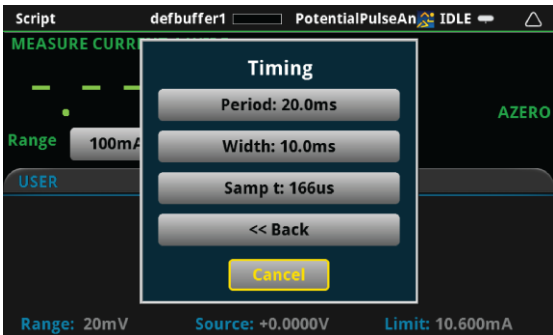 Script defbuffer1 PotentialPulseAn IDLE
MEASURE CURR
Timing
Period: 20.0ms
AZERO
Range 100mA
Width: 10.0ms
USER
Samp t: 166us
<< Back
Cancel
Range: 20mV Source: +0.0000V Limit: 10.600mA